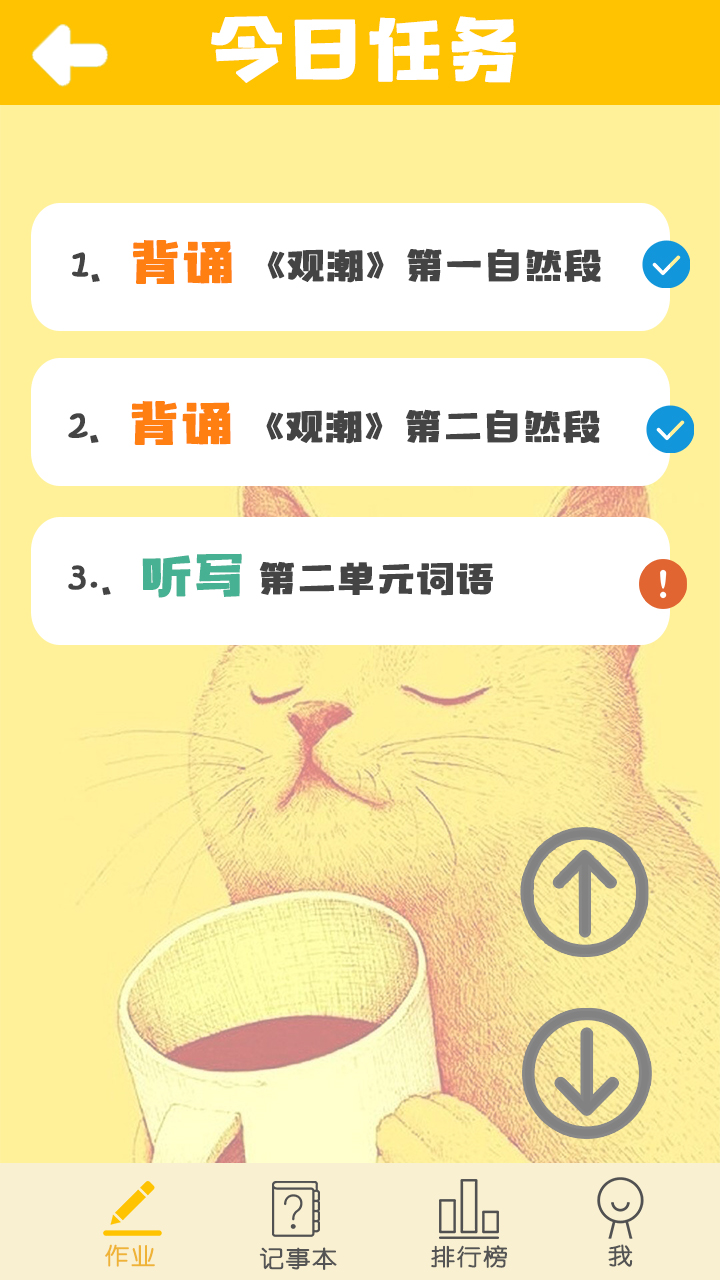 今日任务
1. 背诵 《观潮》第一自然段
2. 背诵 《观潮》第二自然段
3.. 听写 第二单元词语
作业 记事本 排行榜 我